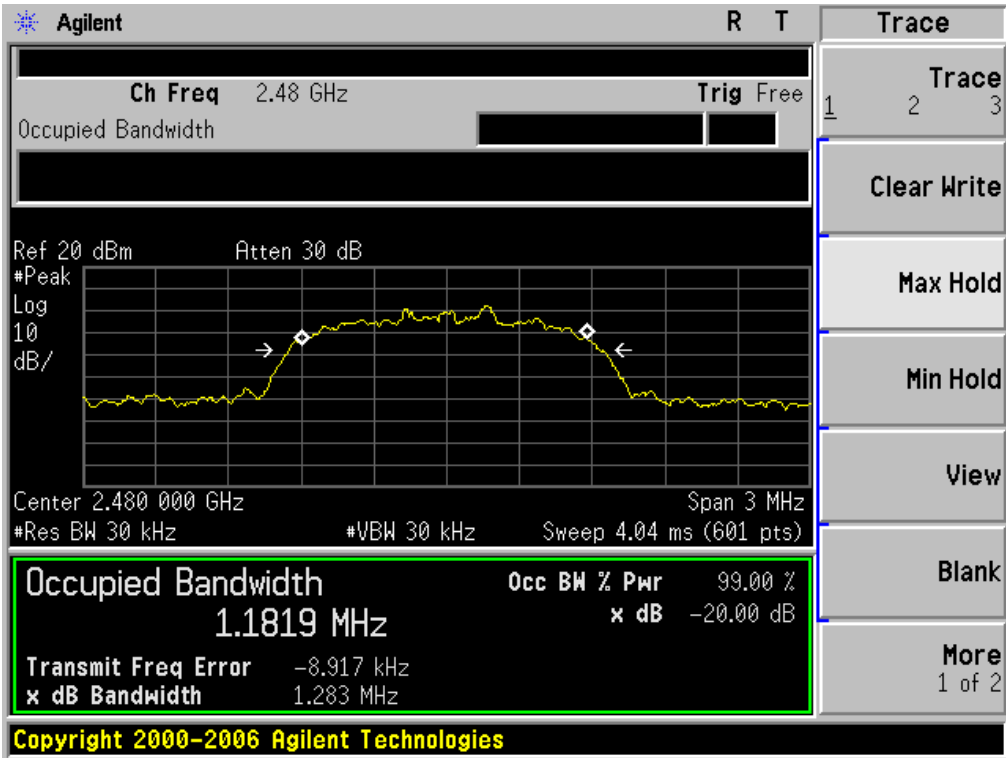 Agilent R T
Trace
Ch Freq 2.48 GHz Trig Free
Occupied Bandwidth
Trace
1 2 3
Clear Write
Max Hold
Min Hold
View
Blank
More
1 of 2
Ref 20 dBm Atten 30 dB
#Peak
Log
10
dB/
Center 2.480 000 GHz Span 3 MHz
#Res BW 30 kHz #VBW 30 kHz Sweep 4.04 ms (601 pts)
Occupied Bandwidth Occ BW % Pwr 99.00 %
1.1819 MHz x dB -20.00 dB
Transmit Freq Error -8.917 kHz
x dB Bandwidth 1.283 MHz
Copyright 2000-2006 Agilent Technologies